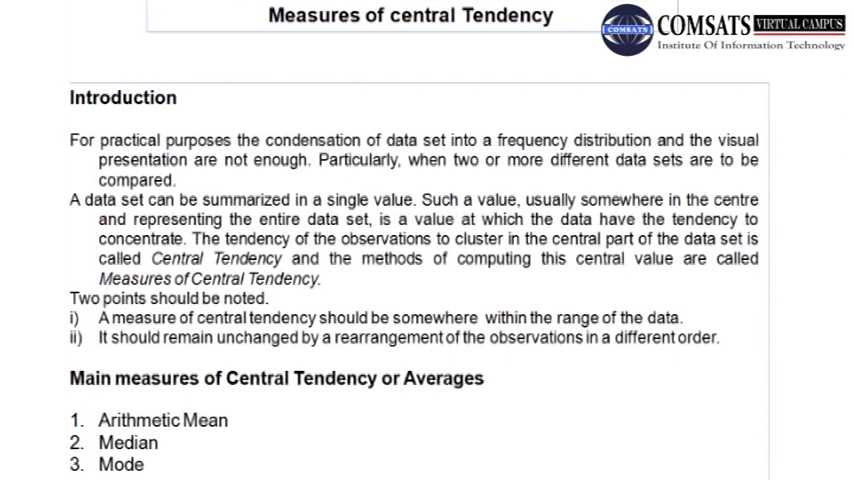 Measures of central Tendency
COMSATS
COMSATS VIRTUAL CAMPUS
Institute Of Information Technology
Introduction
For practical purposes the condensation of data set into a frequency distribution and the visual
presentation are not enough. Particularly, when two or more different data sets are to be
compared.
A data set can be summarized in a single value. Such a value, usually somewhere in the centre
and representing the entire data set, is a value at which the data have the tendency to
concentrate. The tendency of the observations to cluster in the central part of the data set is
called Central Tendency and the methods of computing this central value are called
Measures of Central Tendency.
Two points should be noted.
i) A measure of central tendency should be somewhere within the range of the data.
ii) It should remain unchanged by a rearrangement of the observations in a different order.
Main measures of Central Tendency or Averages
1. Arithmetic Mean
2. Median
3. Mode